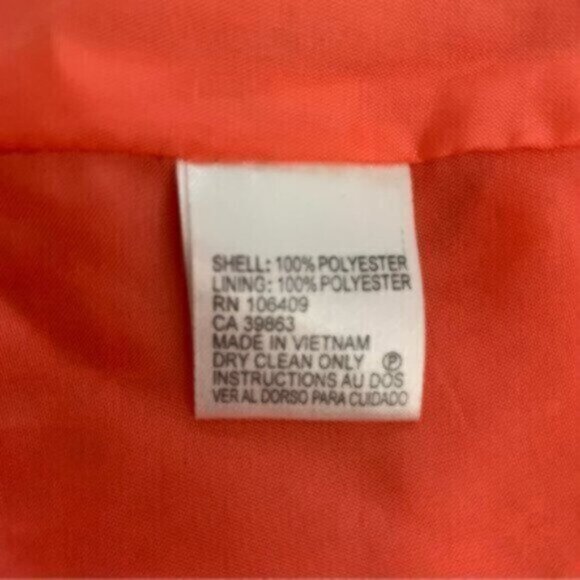 SHELL: 100% POLYESTER
LINING: 100% POLYESTER
RN 106409
CA 39863
MADE IN VIETNAM
DRY CLEAN ONLY Ⓟ
INSTRUCTIONS AU DOS
VER AL DORSO PARA CUIDADO